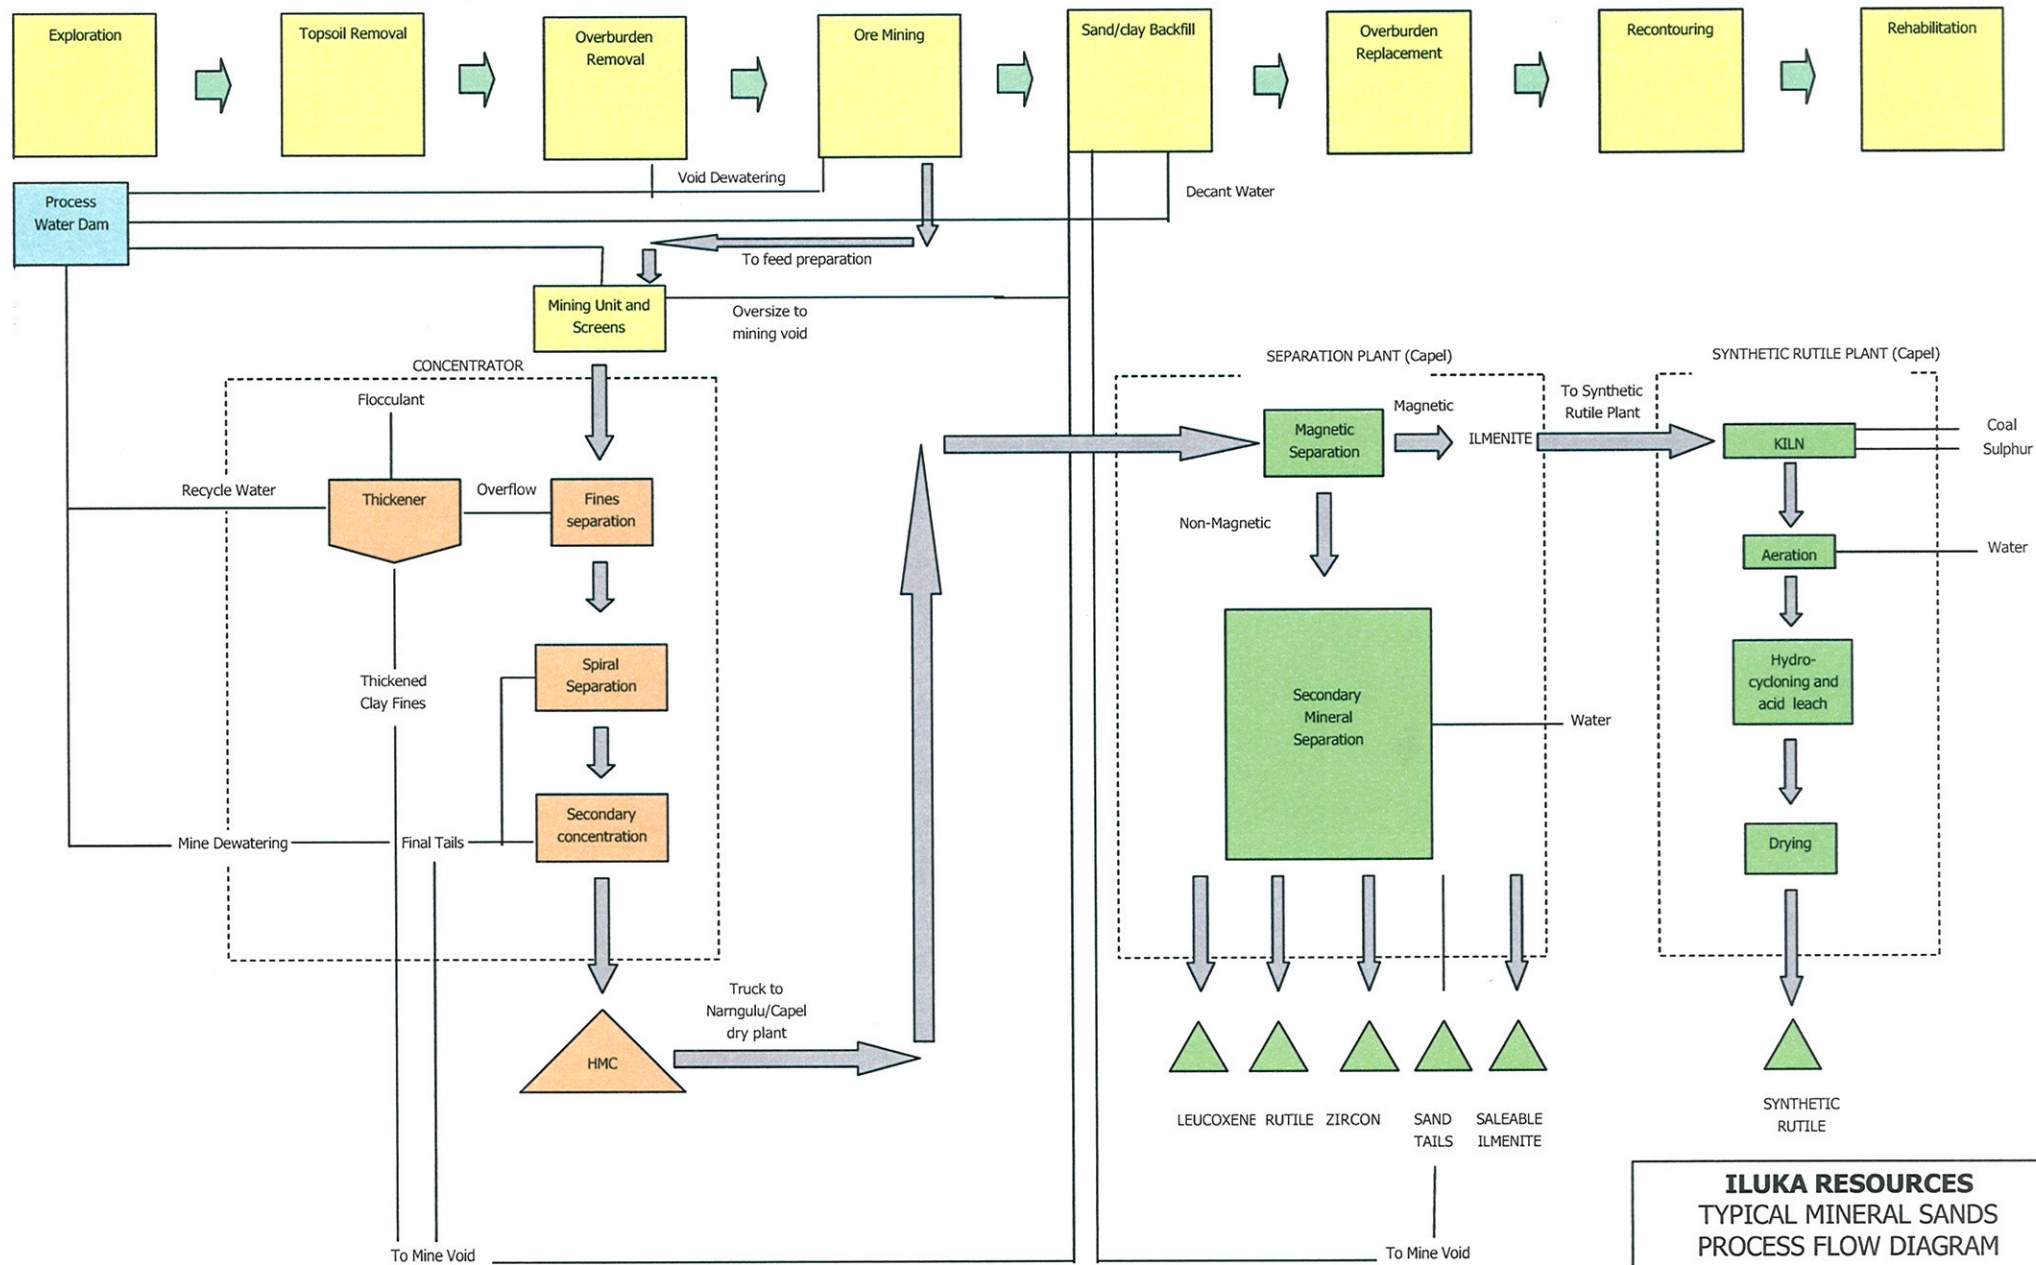 Exploration
Topsoil Removal
Overburden
Removal
Ore Mining
Sand/clay Backfill
Overburden
Replacement
Recontouring
Rehabilitation
Process
Water Dam
Void Dewatering
Decant Water
To feed preparation
Mining Unit and
Screens
Oversize to
mining void
CONCENTRATOR
Flocculant
Recycle Water
Thickener
Overflow
Fines
separation
Thickened
Clay Fines
Spiral
Separation
Secondary
concentration
Mine Dewatering
Final Tails
HMC
Truck to
Narngulu/Capel
dry plant
To Mine Void
SEPARATION PLANT (Capel)
Magnetic
Separation
Magnetic
ILMENITE
To Synthetic
Rutile Plant
Non-Magnetic
Secondary
Mineral
Separation
Water
LEUCOXENE
RUTILE
ZIRCON
SAND
TAILS
SALEABLE
ILMENITE
To Mine Void
SYNTHETIC RUTILE PLANT (Capel)
KILN
Coal
Sulphur
Aeration
Water
Hydro-
cycloning and
acid leach
Drying
SYNTHETIC
RUTILE
ILUKA RESOURCES
TYPICAL MINERAL SANDS
PROCESS FLOW DIAGRAM